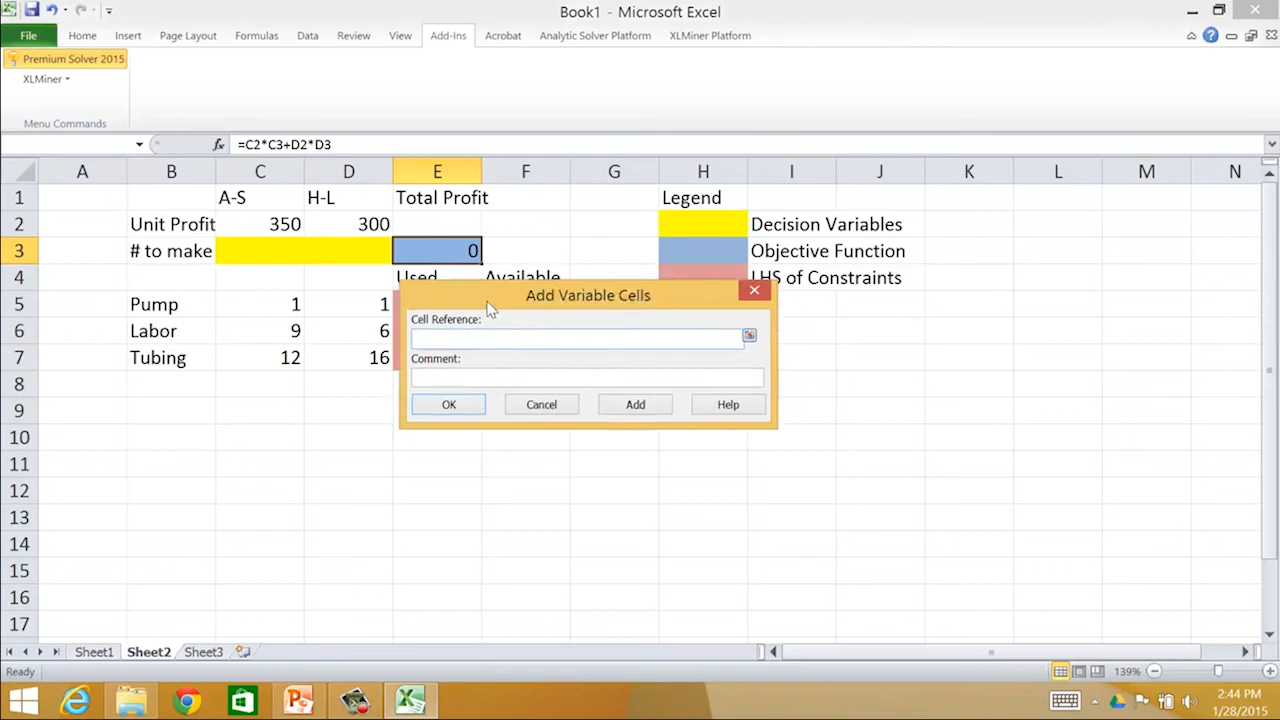 Book1 - Microsoft Excel
File Home Insert Page Layout Formulas Data Review View Add-Ins Acrobat Analytic Solver Platform XLMiner Platform
Premium Solver 2015
XLMiner
Menu Commands
fx =C2*C3+D2*D3
A B C D E F G H I J K L M N
1 A-S H-L Total Profit Legend
2 Unit Profit 350 300 Decision Variables
3 # to make 0 Objective Function
4 Used Available LHS of Constraints
5 Pump 1 1
6 Labor 9 6
7 Tubing 12 16
8
9
10
11
12
13
14
15
16
17
Add Variable Cells
Cell Reference:
Comment:
OK Cancel Add Help
Sheet1 Sheet2 Sheet3
Ready 139%
2:44 PM
1/28/2015